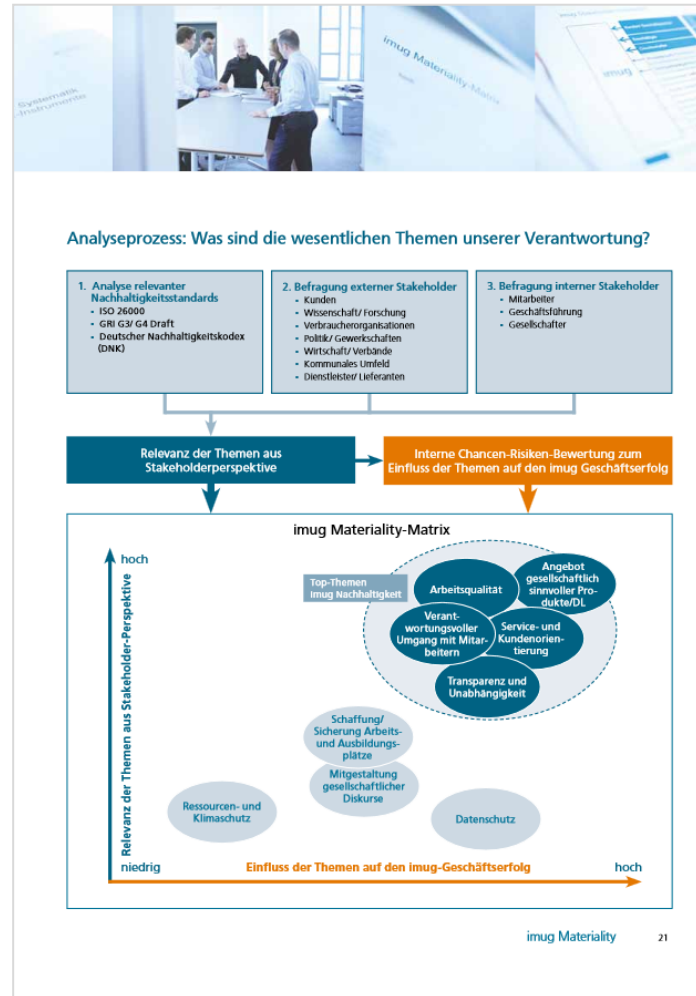 Systematik
-Instrumente
imug Materiality-Matrix
imug
Analyseprozess: Was sind die wesentlichen Themen unserer Verantwortung?
1. Analyse relevanter
Nachhaltigkeitsstandards
• ISO 26000
• GRI G3/ G4 Draft
• Deutscher Nachhaltigkeitskodex
(DNK)
2. Befragung externer Stakeholder
• Kunden
• Wissenschaft/ Forschung
• Verbraucherorganisationen
• Politik/ Gewerkschaften
• Wirtschaft/ Verbände
• Kommunales Umfeld
• Dienstleister/ Lieferanten
3. Befragung interner Stakeholder
• Mitarbeiter
• Geschäftsführung
• Gesellschafter
Relevanz der Themen aus
Stakeholderperspektive
Interne Chancen-Risiken-Bewertung zum
Einfluss der Themen auf den imug Geschäftserfolg
imug Materiality-Matrix
hoch
Relevanz der Themen aus Stakeholder-Perspektive
Top-Themen
Imug Nachhaltigkeit
Arbeitsqualität
Angebot
gesellschaftlich
sinnvoller Pro-
dukte/DL
Verant-
wortungsvoller
Umgang mit Mitar-
beitern
Service- und
Kundenorien-
tierung
Transparenz und
Unabhängigkeit
Schaffung/
Sicherung Arbeits-
und Ausbildungs-
plätze
Mitgestaltung
gesellschaftlicher
Diskurse
Ressourcen- und
Klimaschutz
Datenschutz
niedrig
Einfluss der Themen auf den imug-Geschäftserfolg
hoch
imug Materiality
21